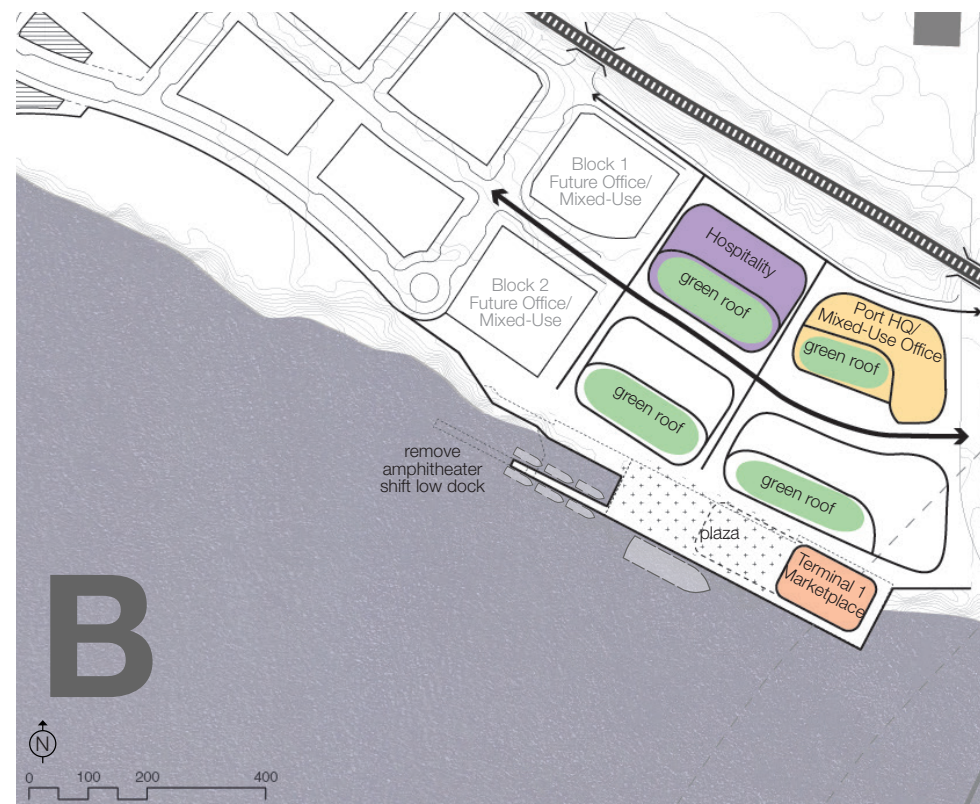 Block 1
Future Office/
Mixed-Use
Hospitality
green roof
Block 2
Future Office/
Mixed-Use
Port HQ/
Mixed-Use Office
green roof
green roof
remove
amphitheater
shift low dock
green roof
plaza
Terminal 1
Marketplace
B
N
0 100 200 400